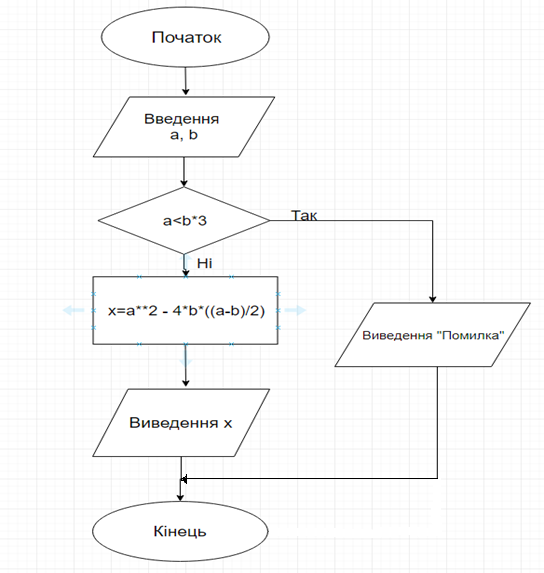 Початок
Введення
a, b
a<b*3
Так
Ні
x=a**2 - 4*b*((a-b)/2)
Виведення "Помилка"
Виведення x
Кінець